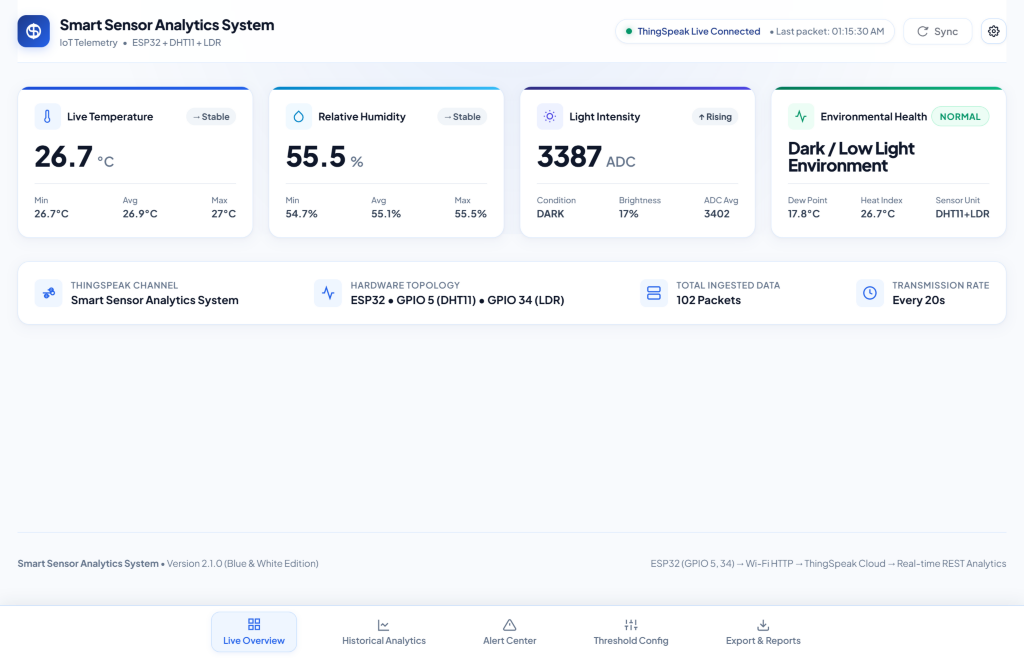 Smart Sensor Analytics System
IoT Telemetry • ESP32 + DHT11 + LDR
ThingSpeak Live Connected • Last packet: 01:15:30 AM
Sync
Live Temperature → Stable
26.7 °C
Min Avg Max
26.7°C 26.9°C 27°C
Relative Humidity → Stable
55.5 %
Min Avg Max
54.7% 55.1% 55.5%
Light Intensity ↑ Rising
3387 ADC
Condition Brightness ADC Avg
DARK 17% 3402
Environmental Health NORMAL
Dark / Low Light
Environment
Dew Point Heat Index Sensor Unit
17.8°C 26.7°C DHT11+LDR
THINGSPEAK CHANNEL
Smart Sensor Analytics System
HARDWARE TOPOLOGY
ESP32 • GPIO 5 (DHT11) • GPIO 34 (LDR)
TOTAL INGESTED DATA
102 Packets
TRANSMISSION RATE
Every 20s
Smart Sensor Analytics System • Version 2.1.0 (Blue & White Edition)
ESP32 (GPIO 5, 34) → Wi-Fi HTTP → ThingSpeak Cloud → Real-time REST Analytics
Live Overview
Historical Analytics
Alert Center
Threshold Config
Export & Reports